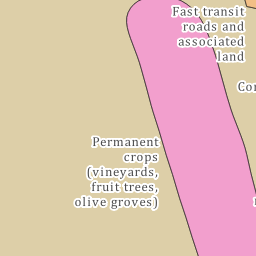 Fast transit
roads and
associated
land
Permanent
crops
(vineyards,
fruit trees,
olive groves)